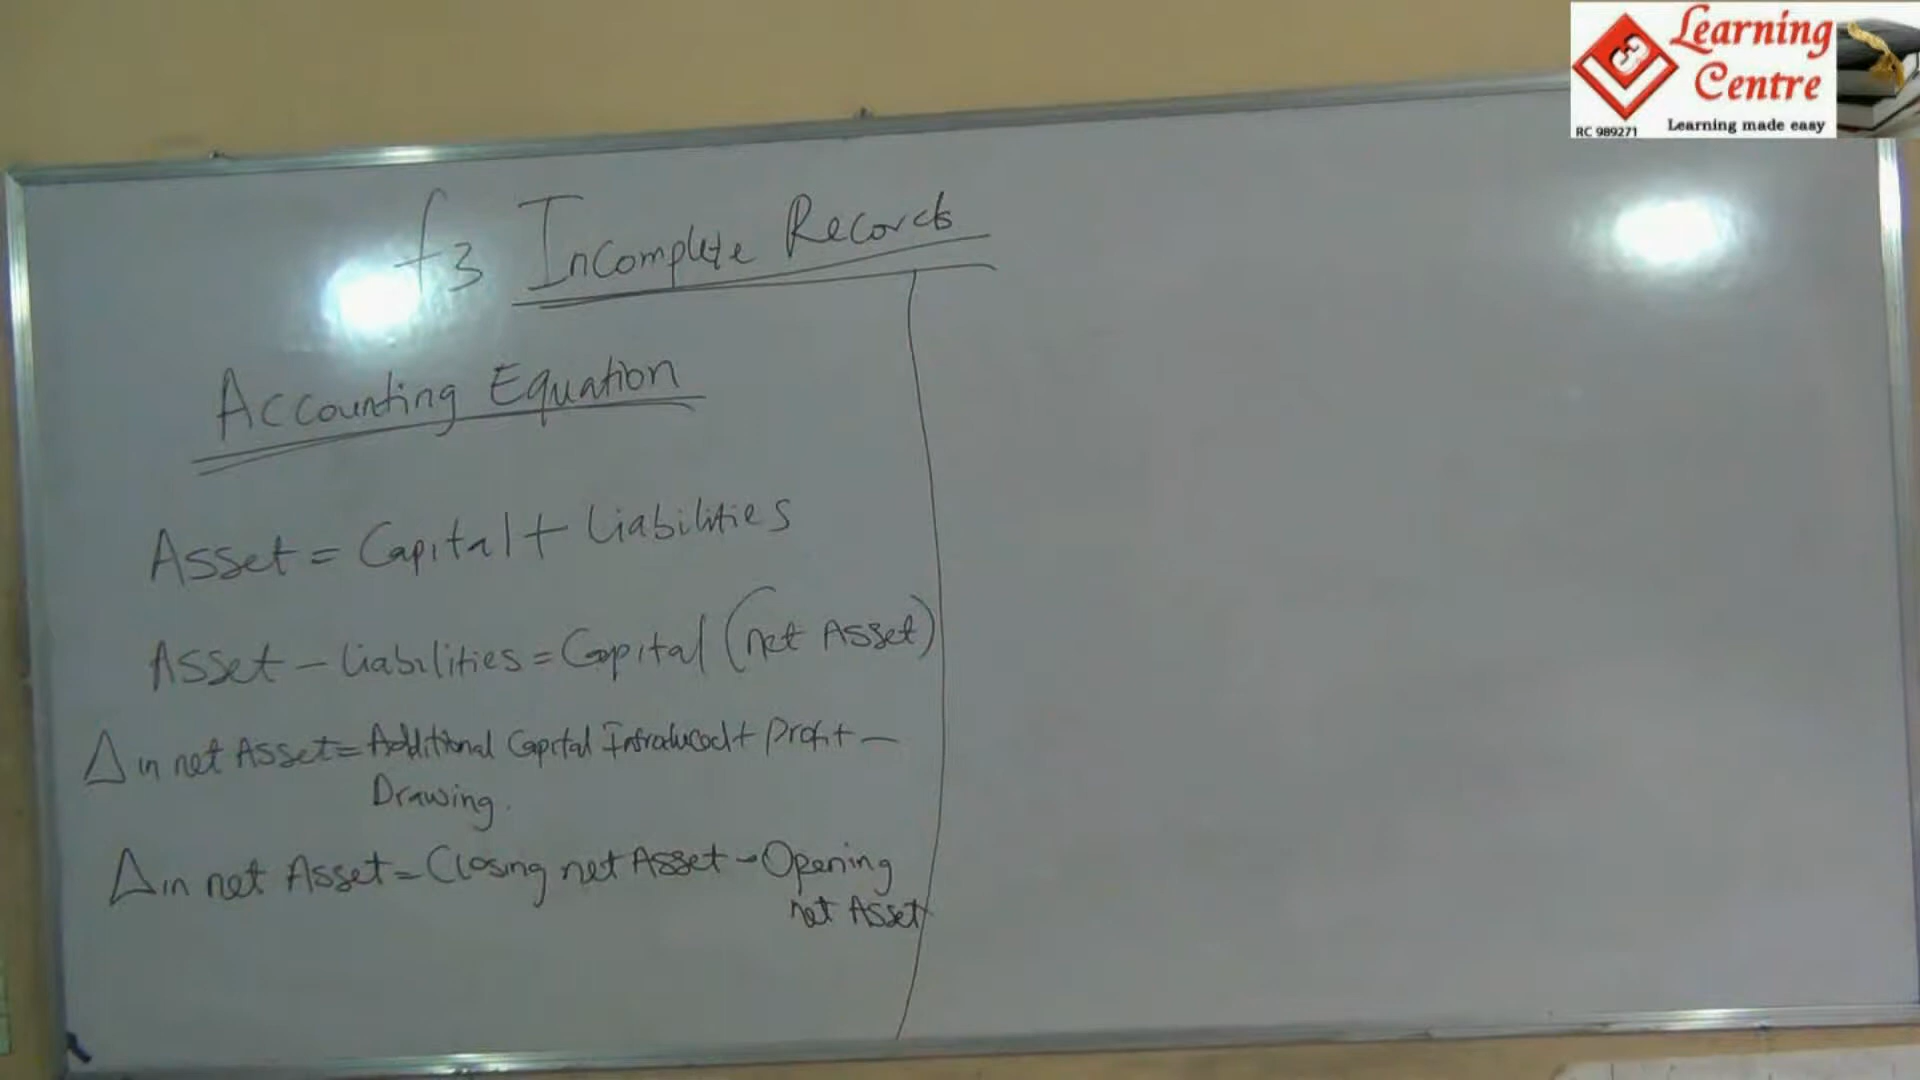 Learning
Centre
RC 989271 Learning made easy
f3 Incomplete Records
Accounting Equation
Asset = Capital + Liabilities
Asset - Liabilities = Capital (net Asset)
Δ in net Asset = Additional Capital Introduced + Profit -
Drawing.
Δ in net Asset = Closing net Asset - Opening
net Asset